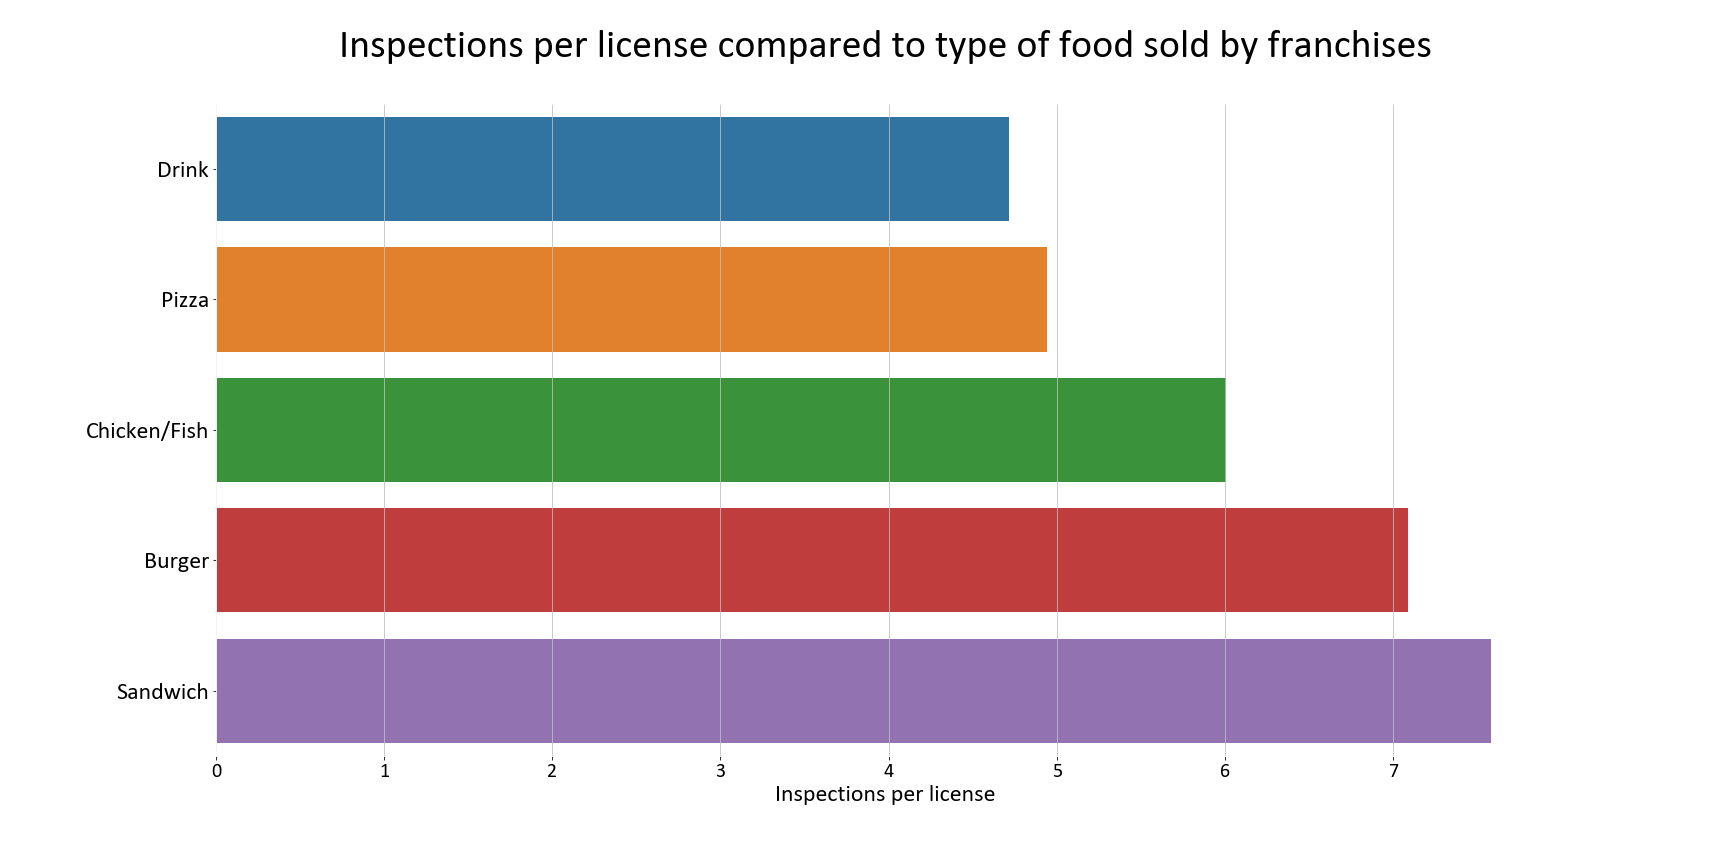 Inspections per license compared to type of food sold by franchises
Drink
Pizza
Chicken/Fish
Burger
Sandwich
0 1 2 3 4 5 6 7
Inspections per license